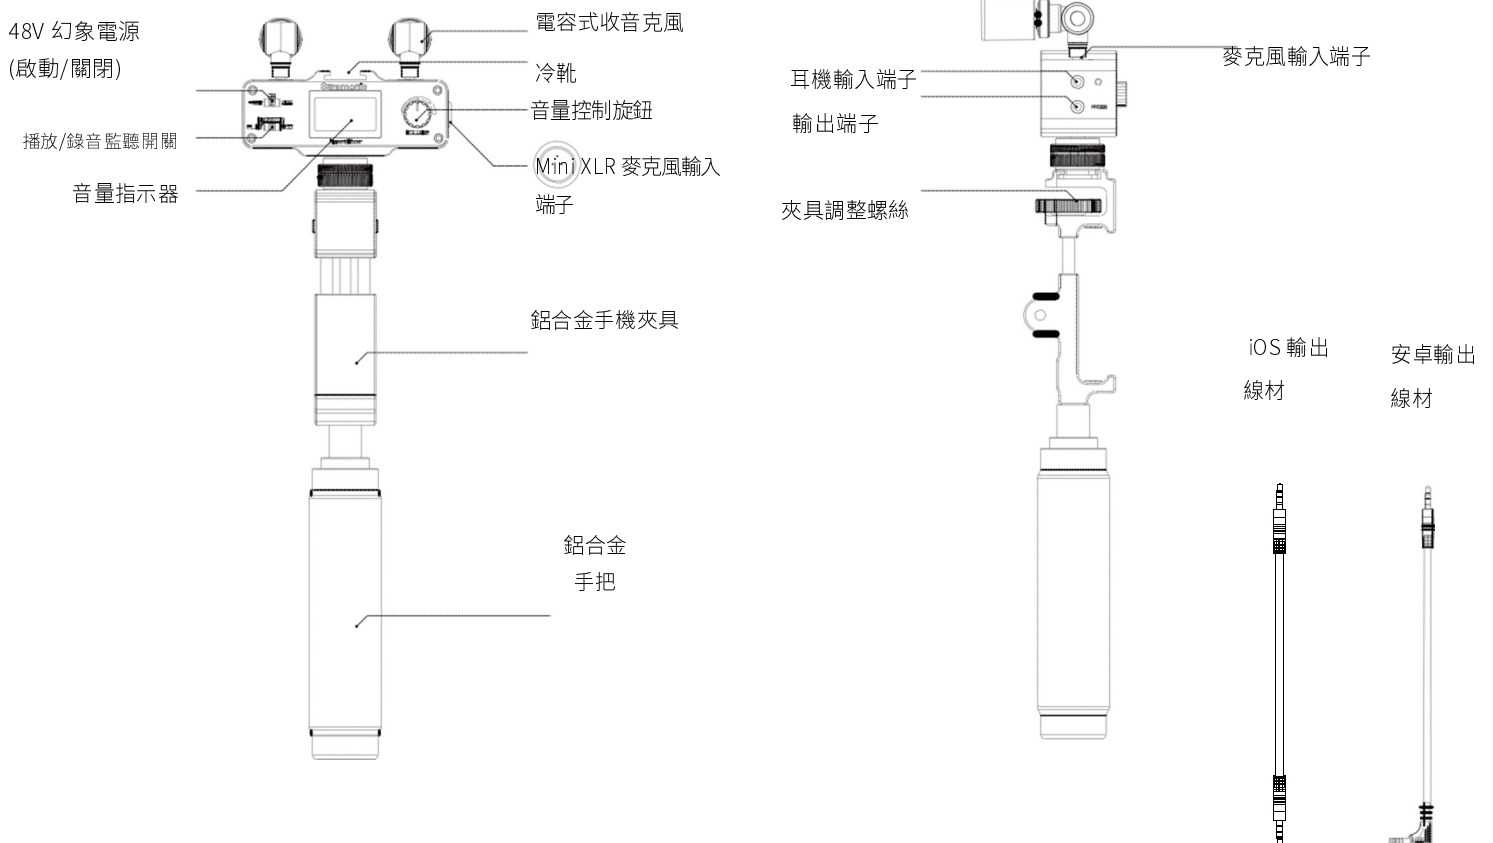 48V 幻象電源
(啟動/關閉)
播放/錄音監聽開關
音量指示器
電容式收音克風
冷靴
音量控制旋鈕
Mini XLR 麥克風輸入
端子
鋁合金手機夾具
鋁合金
手把
Saramonic
耳機輸入端子
輸出端子
夾具調整螺絲
麥克風輸入端子
iOS 輸出
線材
安卓輸出
線材